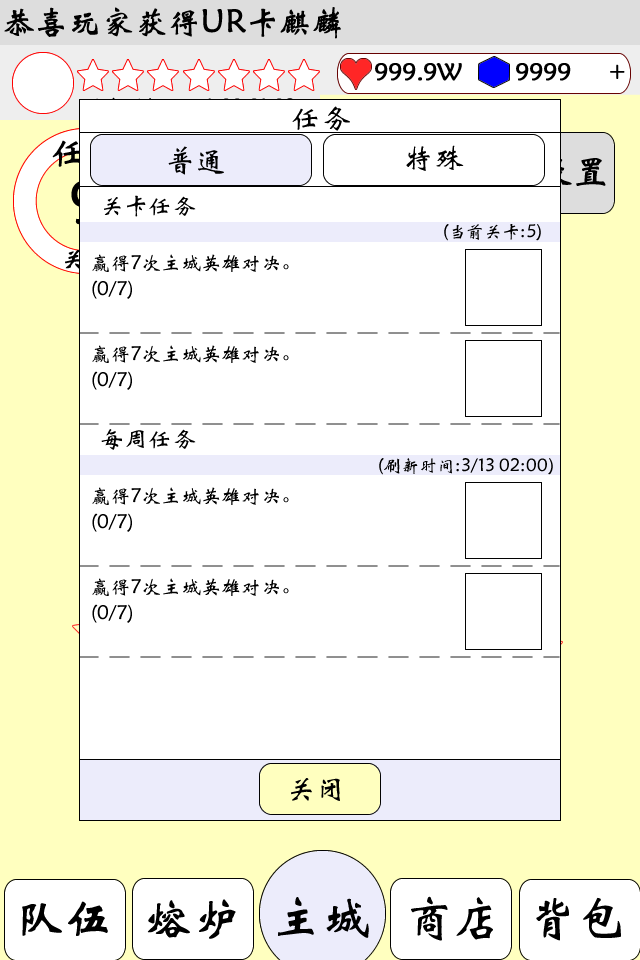 恭喜玩家获得UR卡麒麟
999.9W 9999 +
任务
普通 特殊
置
关卡任务
(当前关卡:5)
赢得7次主城英雄对决。
(0/7)
赢得7次主城英雄对决。
(0/7)
每周任务
(刷新时间:3/13 02:00)
赢得7次主城英雄对决。
(0/7)
赢得7次主城英雄对决。
(0/7)
关闭
队伍 熔炉 主城 商店 背包